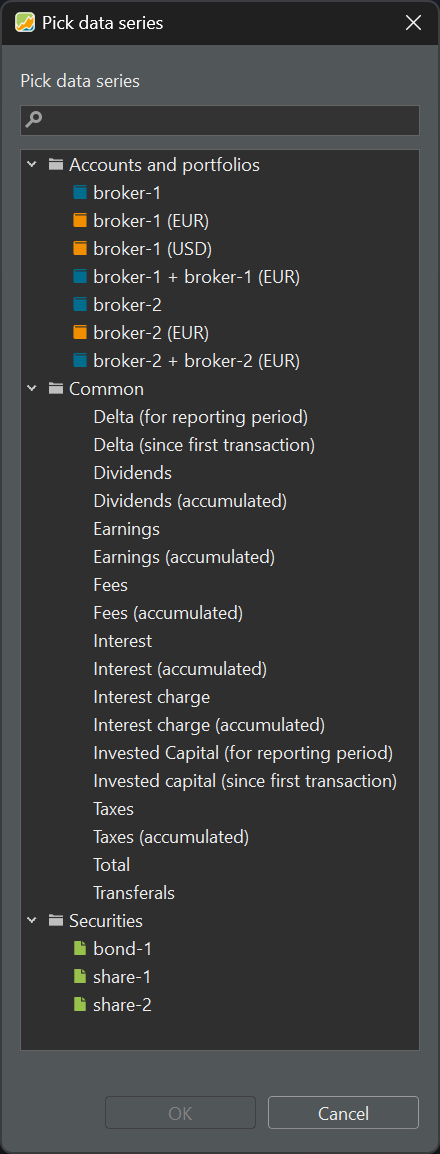 Pick data series
Pick data series
Accounts and portfolios
broker-1
broker-1 (EUR)
broker-1 (USD)
broker-1 + broker-1 (EUR)
broker-2
broker-2 (EUR)
broker-2 + broker-2 (EUR)
Common
Delta (for reporting period)
Delta (since first transaction)
Dividends
Dividends (accumulated)
Earnings
Earnings (accumulated)
Fees
Fees (accumulated)
Interest
Interest (accumulated)
Interest charge
Interest charge (accumulated)
Invested Capital (for reporting period)
Invested capital (since first transaction)
Taxes
Taxes (accumulated)
Total
Transferals
Securities
bond-1
share-1
share-2
OK Cancel